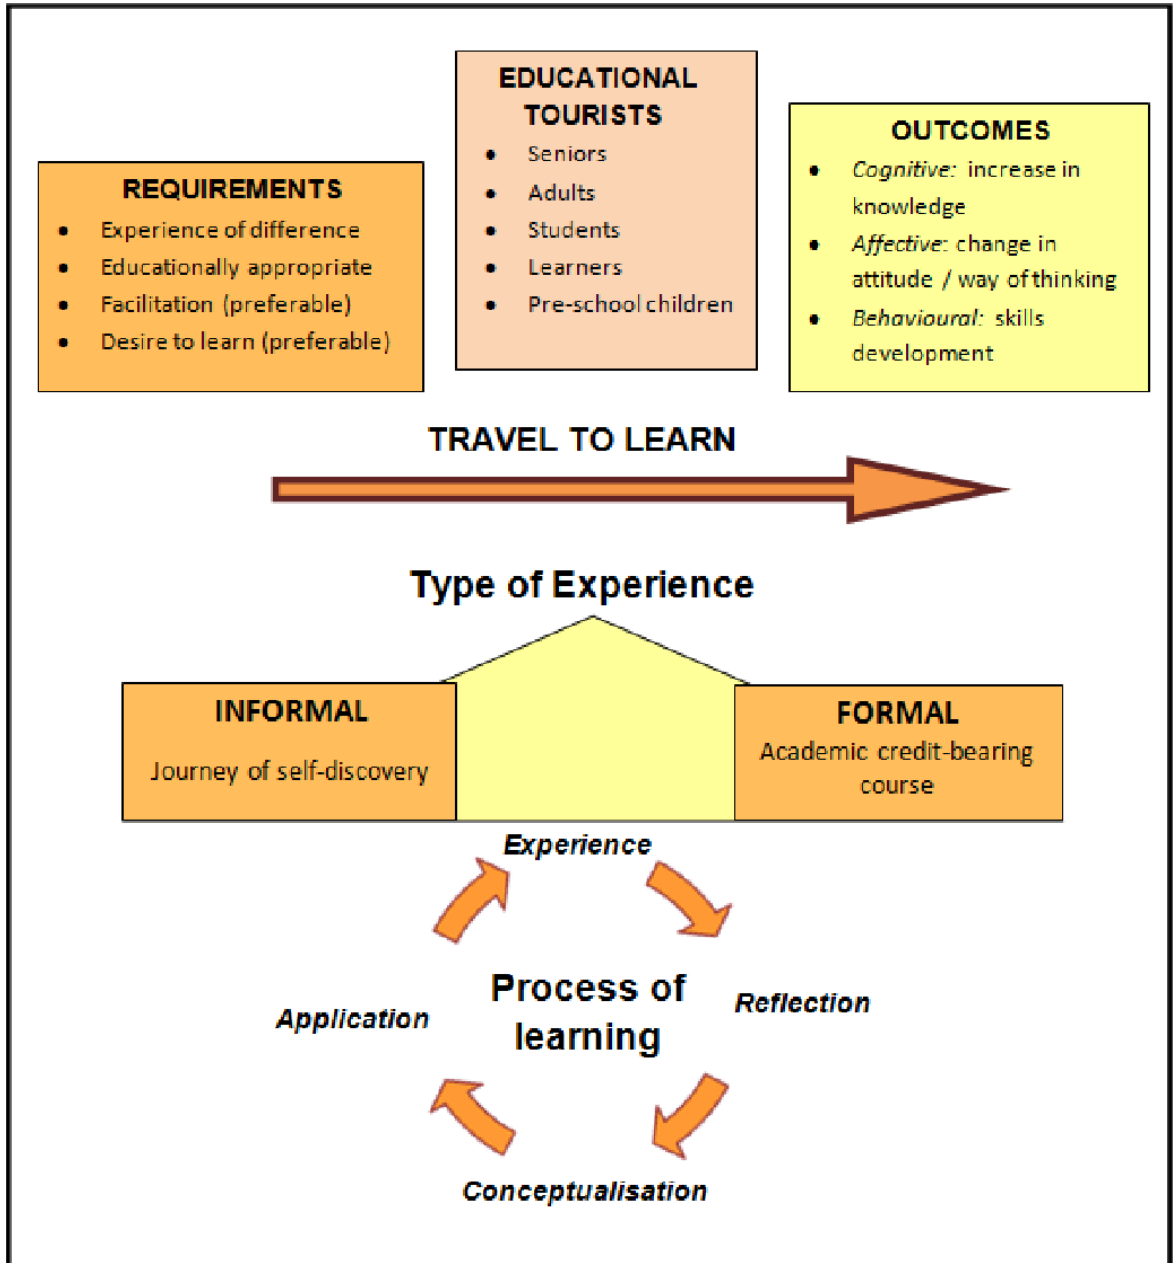 EDUCATIONAL
TOURISTS
• Seniors
• Adults
• Students
• Learners
• Pre-school children
OUTCOMES
• Cognitive: increase in
knowledge
• Affective: change in
attitude / way of thinking
• Behavioural: skills
development
REQUIREMENTS
• Experience of difference
• Educationally appropriate
• Facilitation (preferable)
• Desire to learn (preferable)
TRAVEL TO LEARN
Type of Experience
INFORMAL
Journey of self-discovery
FORMAL
Academic credit-bearing
course
Experience
Reflection
Process of
learning
Application
Conceptualisation